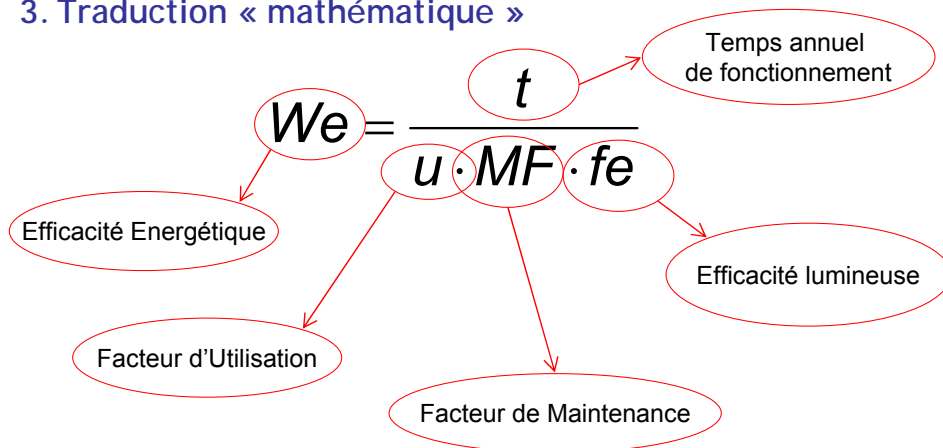 3. Traduction « mathématique »
Temps annuel
de fonctionnement
t
We =
u · MF · fe
Efficacité Energétique
Efficacité lumineuse
Facteur d’Utilisation
Facteur de Maintenance